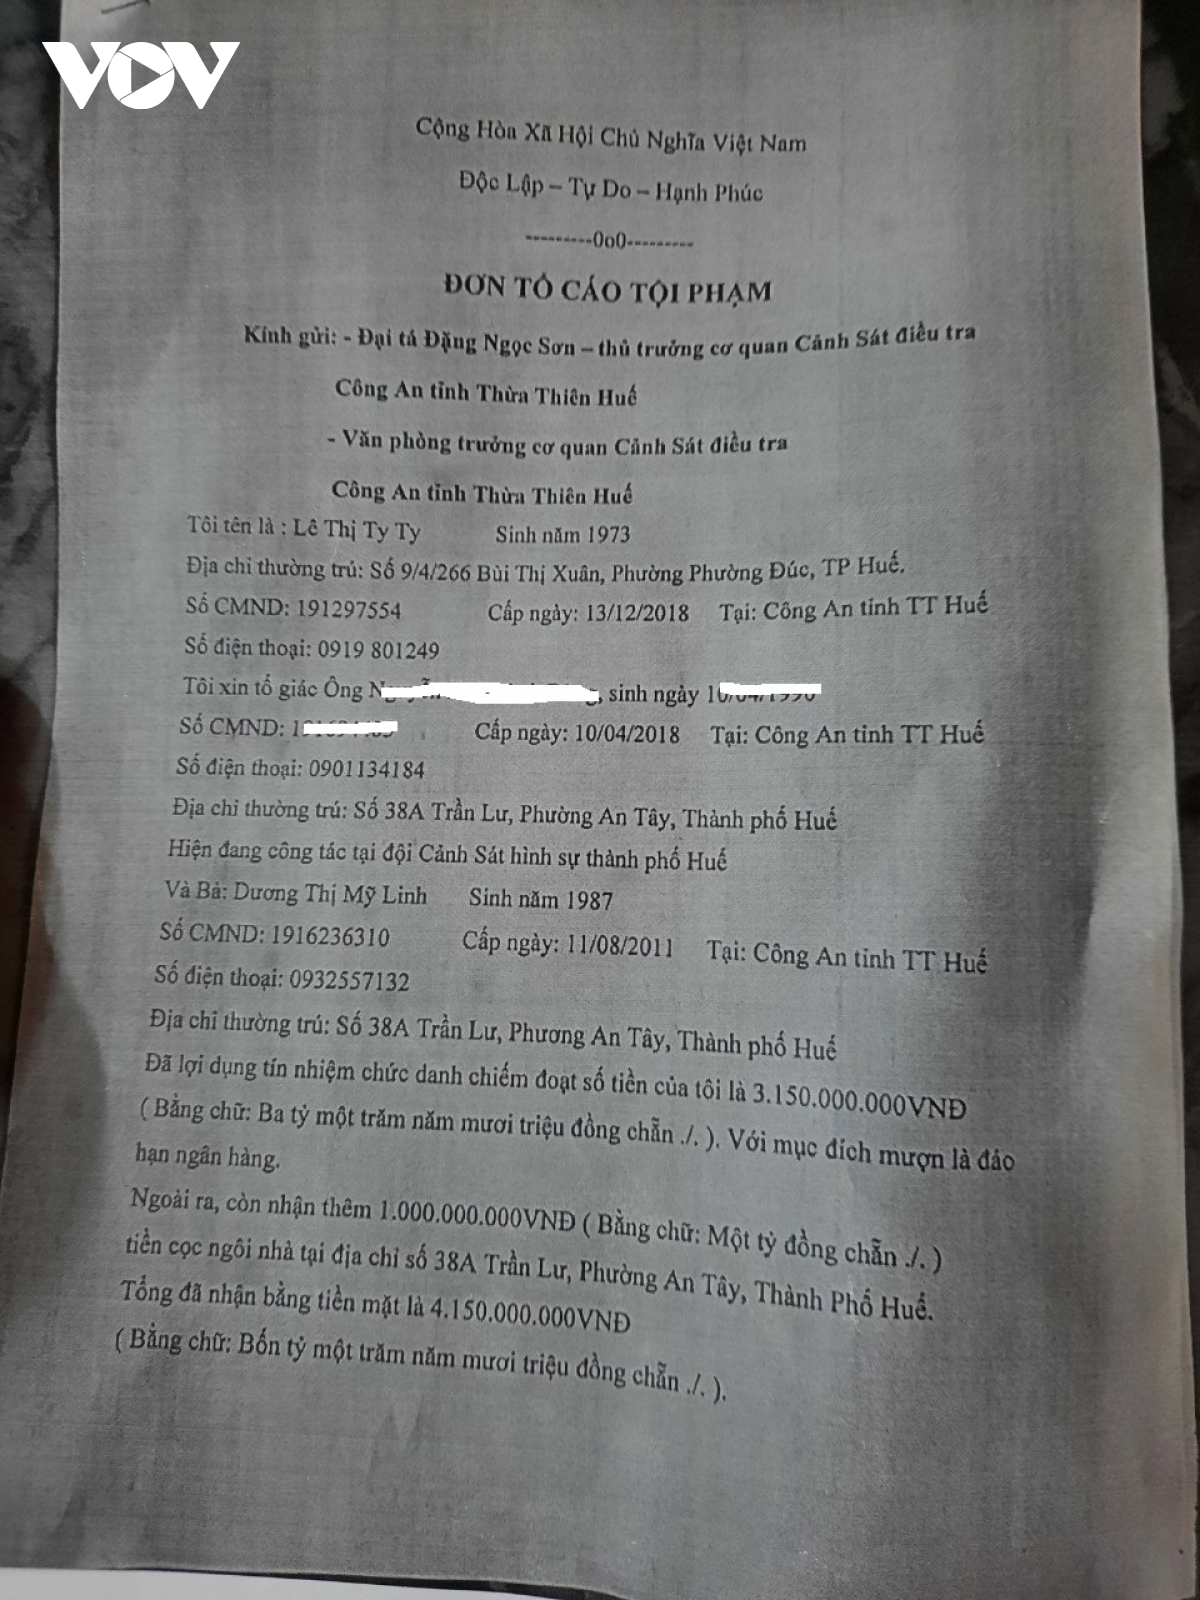 VOV
Cộng Hòa Xã Hội Chủ Nghĩa Việt Nam
Độc Lập – Tự Do – Hạnh Phúc
---------0o0---------
ĐƠN TỐ CÁO TỘI PHẠM
Kính gửi: - Đại tá Đặng Ngọc Sơn – thủ trưởng cơ quan Cảnh Sát điều tra
Công An tỉnh Thừa Thiên Huế
- Văn phòng trưởng cơ quan Cảnh Sát điều tra
Công An tỉnh Thừa Thiên Huế
Tôi tên là : Lê Thị Ty Ty Sinh năm 1973
Địa chỉ thường trú: Số 9/4/266 Bùi Thị Xuân, Phường Phường Đúc, TP Huế.
Số CMND: 191297554 Cấp ngày: 13/12/2018 Tại: Công An tỉnh TT Huế
Số điện thoại: 0919 801249
Tôi xin tố giác Ông , sinh ngày
Số CMND: Cấp ngày: 10/04/2018 Tại: Công An tỉnh TT Huế
Số điện thoại: 0901134184
Địa chỉ thường trú: Số 38A Trần Lư, Phường An Tây, Thành phố Huế
Hiện đang công tác tại đội Cảnh Sát hình sự thành phố Huế
Và Bà: Dương Thị Mỹ Linh Sinh năm 1987
Số CMND: 1916236310 Cấp ngày: 11/08/2011 Tại: Công An tỉnh TT Huế
Số điện thoại: 0932557132
Địa chỉ thường trú: Số 38A Trần Lư, Phương An Tây, Thành phố Huế
Đã lợi dụng tín nhiệm chức danh chiếm đoạt số tiền của tôi là 3.150.000.000VNĐ
( Bằng chữ: Ba tỷ một trăm năm mươi triệu đồng chẵn ./. ). Với mục đích mượn là đảo
hạn ngân hàng.
Ngoài ra, còn nhận thêm 1.000.000.000VNĐ ( Bằng chữ: Một tỷ đồng chẵn ./. )
tiền cọc ngôi nhà tại địa chỉ số 38A Trần Lư, Phường An Tây, Thành Phố Huế.
Tổng đã nhận bằng tiền mặt là 4.150.000.000VNĐ
( Bằng chữ: Bốn tỷ một trăm năm mươi triệu đồng chẵn ./. ).